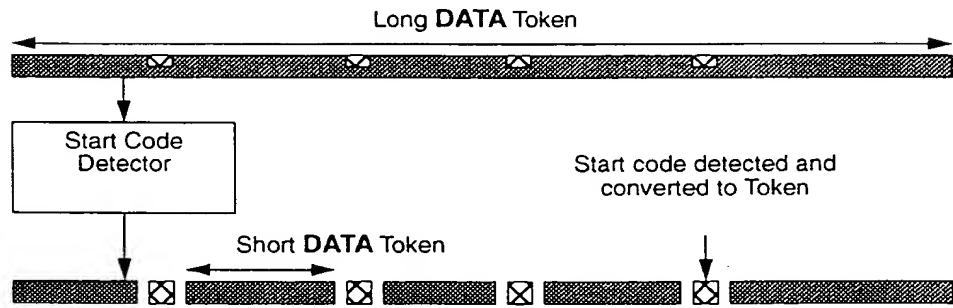 Long DATA Token
Start Code
Detector
Start code detected and
converted to Token
Short DATA Token